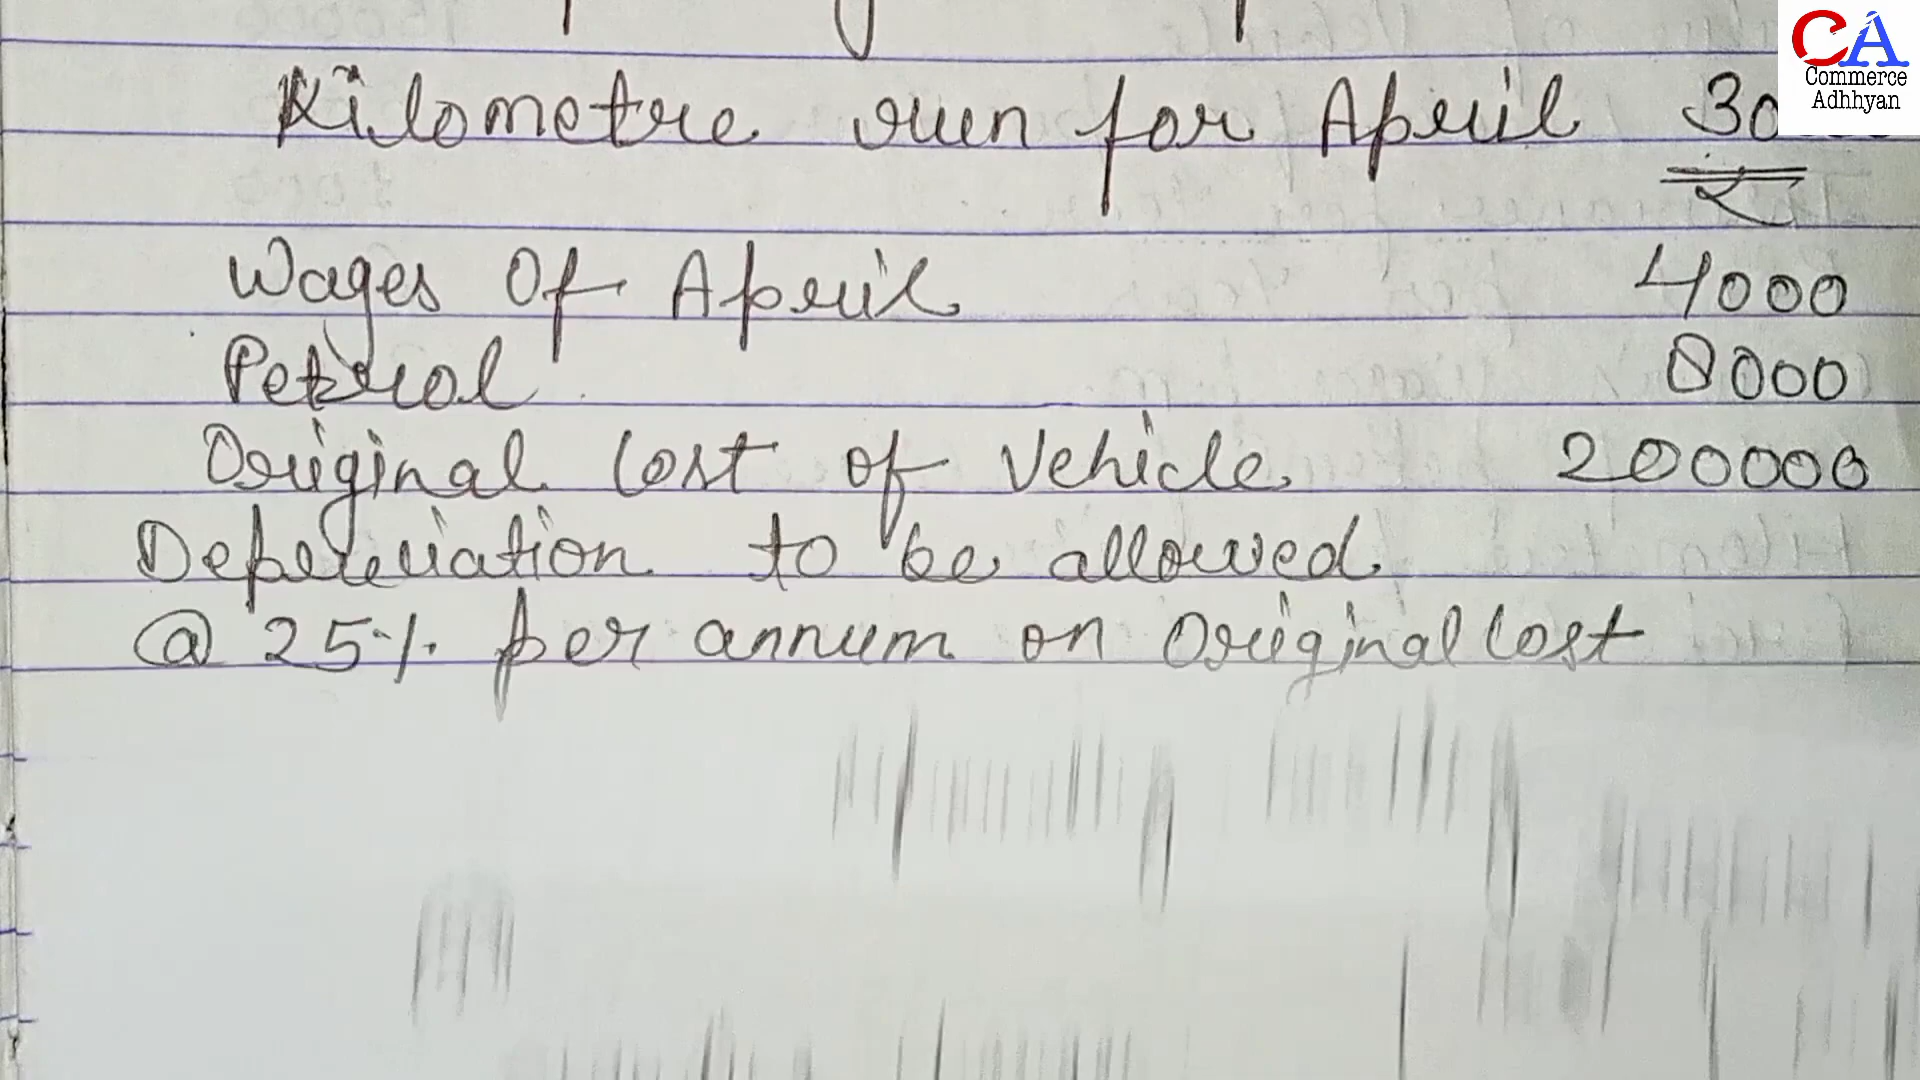 CA
Commerce
Adhhyan
Kilometre run for April 30
₹
Wages Of April 4000
Petrol 8000
Original Cost of Vehicle 200000
Depreciation to be allowed
@ 25% per annum on Original Cost